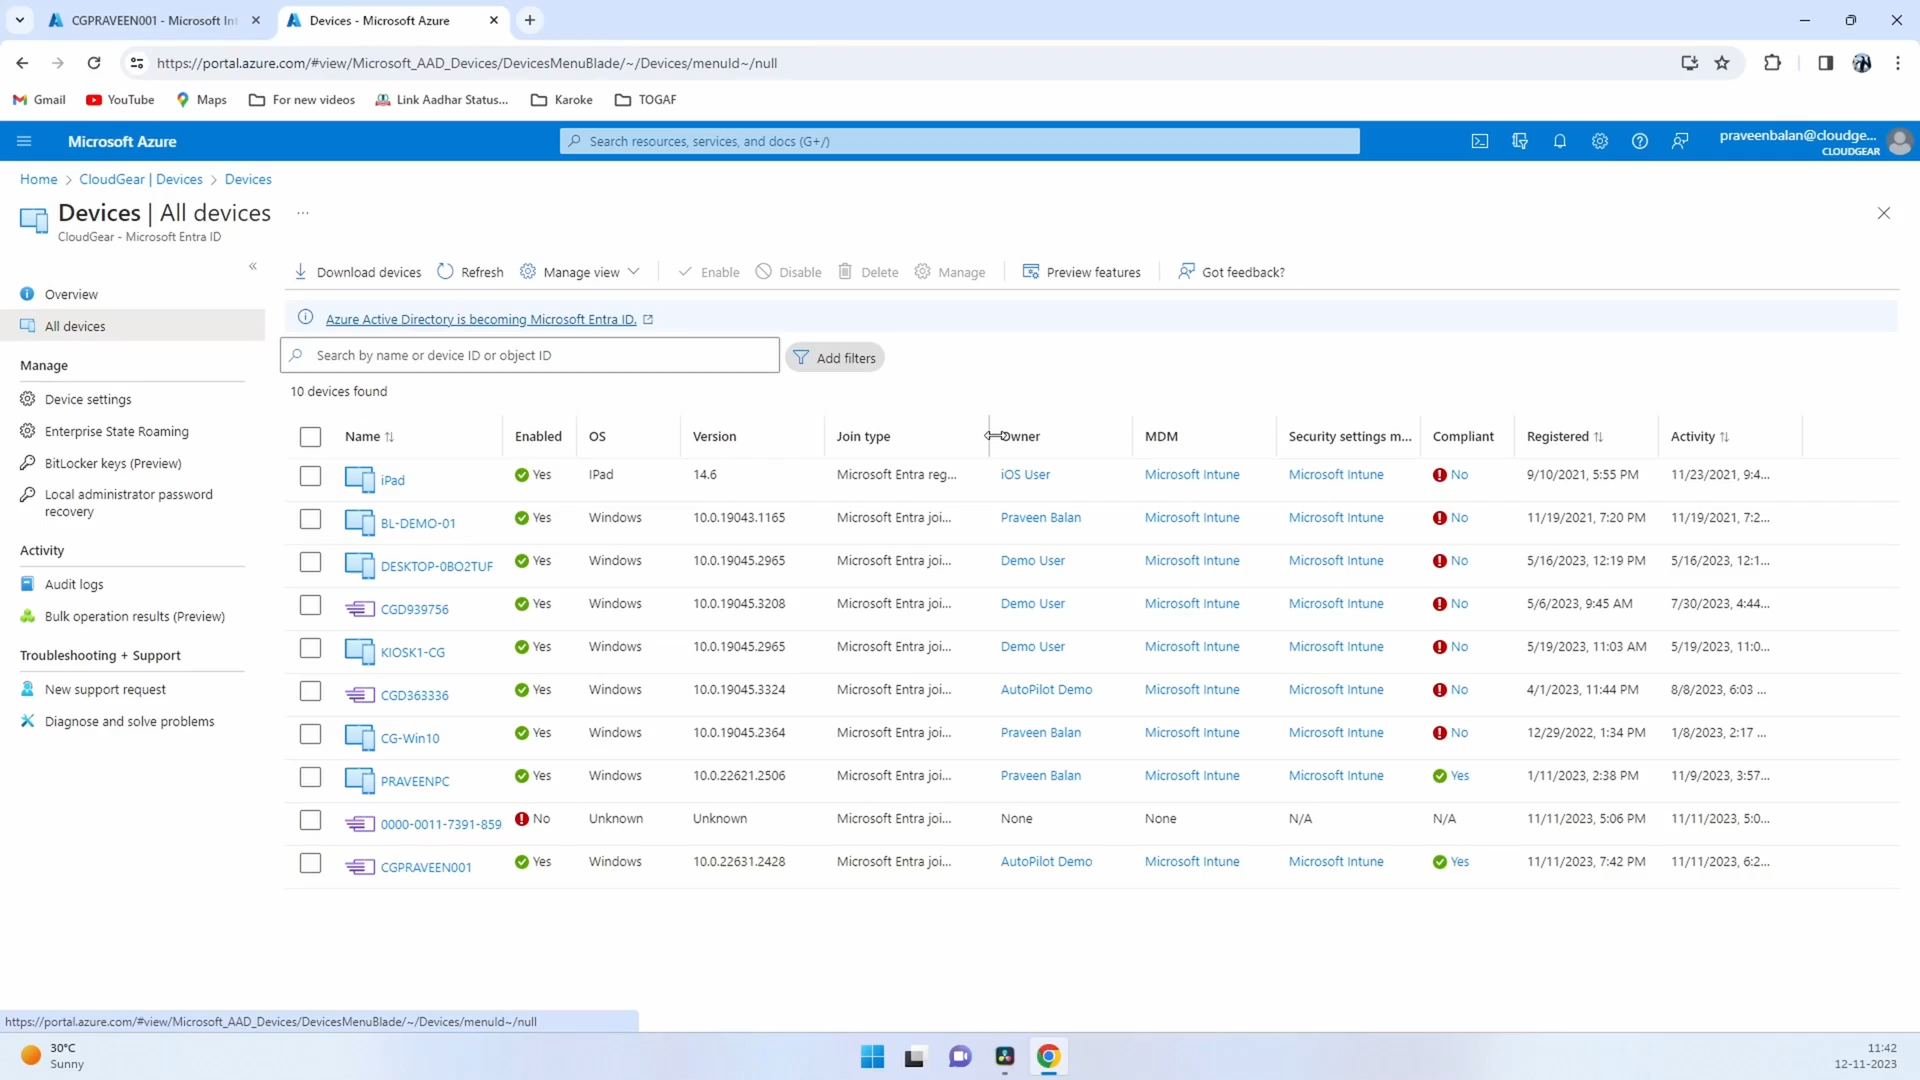 CGPRAVEEN001 - Microsoft Int
Devices - Microsoft Azure
https://portal.azure.com/#view/Microsoft_AAD_Devices/DevicesMenuBlade/~/Devices/menuId~/null
Gmail
YouTube
Maps
For new videos
Link Aadhar Status...
Karoke
TOGAF
Microsoft Azure
Search resources, services, and docs (G+/)
praveenbalan@cloudge...
CLOUDGEAR
Home > CloudGear | Devices > Devices
Devices | All devices ...
CloudGear - Microsoft Entra ID
«
Download devices
Refresh
Manage view
Enable
Disable
Delete
Manage
Preview features
Got feedback?
Overview
All devices
Manage
Device settings
Enterprise State Roaming
BitLocker keys (Preview)
Local administrator password
recovery
Activity
Audit logs
Bulk operation results (Preview)
Troubleshooting + Support
New support request
Diagnose and solve problems
Azure Active Directory is becoming Microsoft Entra ID.
Search by name or device ID or object ID
Add filters
10 devices found
Name Enabled OS Version Join type Owner MDM Security settings m... Compliant Registered Activity
iPad Yes IPad 14.6 Microsoft Entra reg... iOS User Microsoft Intune Microsoft Intune No 9/10/2021, 5:55 PM 11/23/2021, 9:4...
BL-DEMO-01 Yes Windows 10.0.19043.1165 Microsoft Entra joi... Praveen Balan Microsoft Intune Microsoft Intune No 11/19/2021, 7:20 PM 11/19/2021, 7:2...
DESKTOP-0BO2TUF Yes Windows 10.0.19045.2965 Microsoft Entra joi... Demo User Microsoft Intune Microsoft Intune No 5/16/2023, 12:19 PM 5/16/2023, 12:1...
CGD939756 Yes Windows 10.0.19045.3208 Microsoft Entra joi... Demo User Microsoft Intune Microsoft Intune No 5/6/2023, 9:45 AM 7/30/2023, 4:44...
KIOSK1-CG Yes Windows 10.0.19045.2965 Microsoft Entra joi... Demo User Microsoft Intune Microsoft Intune No 5/19/2023, 11:03 AM 5/19/2023, 11:0...
CGD363336 Yes Windows 10.0.19045.3324 Microsoft Entra joi... AutoPilot Demo Microsoft Intune Microsoft Intune No 4/1/2023, 11:44 PM 8/8/2023, 6:03 ...
CG-Win10 Yes Windows 10.0.19045.2364 Microsoft Entra joi... Praveen Balan Microsoft Intune Microsoft Intune No 12/29/2022, 1:34 PM 1/8/2023, 2:17 ...
PRAVEENPC Yes Windows 10.0.22621.2506 Microsoft Entra joi... Praveen Balan Microsoft Intune Microsoft Intune Yes 1/11/2023, 2:38 PM 11/9/2023, 3:57...
0000-0011-7391-859 No Unknown Unknown Microsoft Entra joi... None None N/A N/A 11/11/2023, 5:06 PM 11/11/2023, 5:0...
CGPRAVEEN001 Yes Windows 10.0.22631.2428 Microsoft Entra joi... AutoPilot Demo Microsoft Intune Microsoft Intune Yes 11/11/2023, 7:42 PM 11/11/2023, 6:2...
https://portal.azure.com/#view/Microsoft_AAD_Devices/DevicesMenuBlade/~/Devices/menuId~/null
30°C
Sunny
11:42
12-11-2023